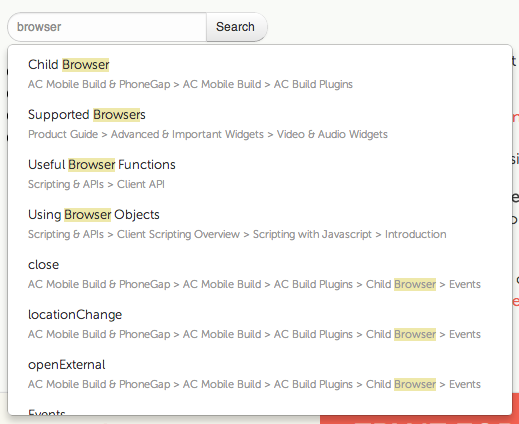 browser
Search
Child Browser
AC Mobile Build & PhoneGap > AC Mobile Build > AC Build Plugins
Supported Browsers
Product Guide > Advanced & Important Widgets > Video & Audio Widgets
Useful Browser Functions
Scripting & APIs > Client API
Using Browser Objects
Scripting & APIs > Client Scripting Overview > Scripting with Javascript > Introduction
close
AC Mobile Build & PhoneGap > AC Mobile Build > AC Build Plugins > Child Browser > Events
locationChange
AC Mobile Build & PhoneGap > AC Mobile Build > AC Build Plugins > Child Browser > Events
openExternal
AC Mobile Build & PhoneGap > AC Mobile Build > AC Build Plugins > Child Browser > Events
Events